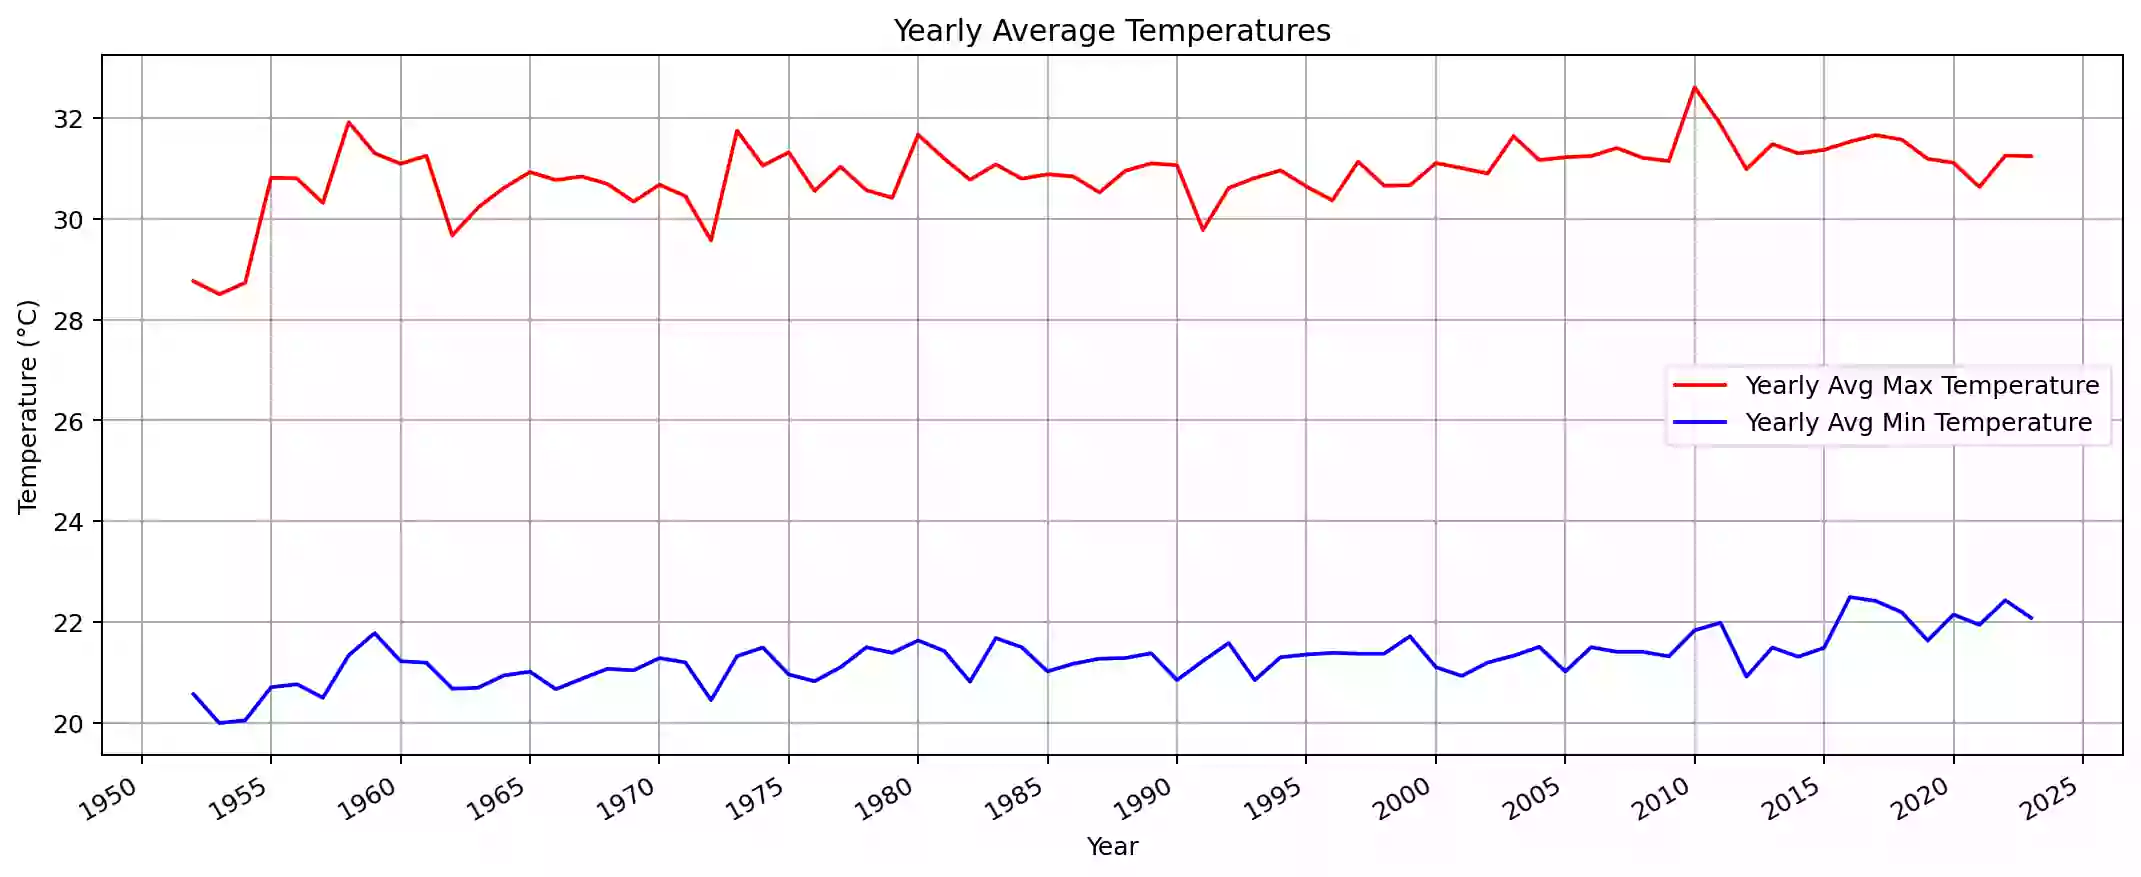 Yearly Average Temperatures
Temperature (°C)
32
30
28
26
24
22
20
Yearly Avg Max Temperature
Yearly Avg Min Temperature
1950 1955 1960 1965 1970 1975 1980 1985 1990 1995 2000 2005 2010 2015 2020 2025
Year